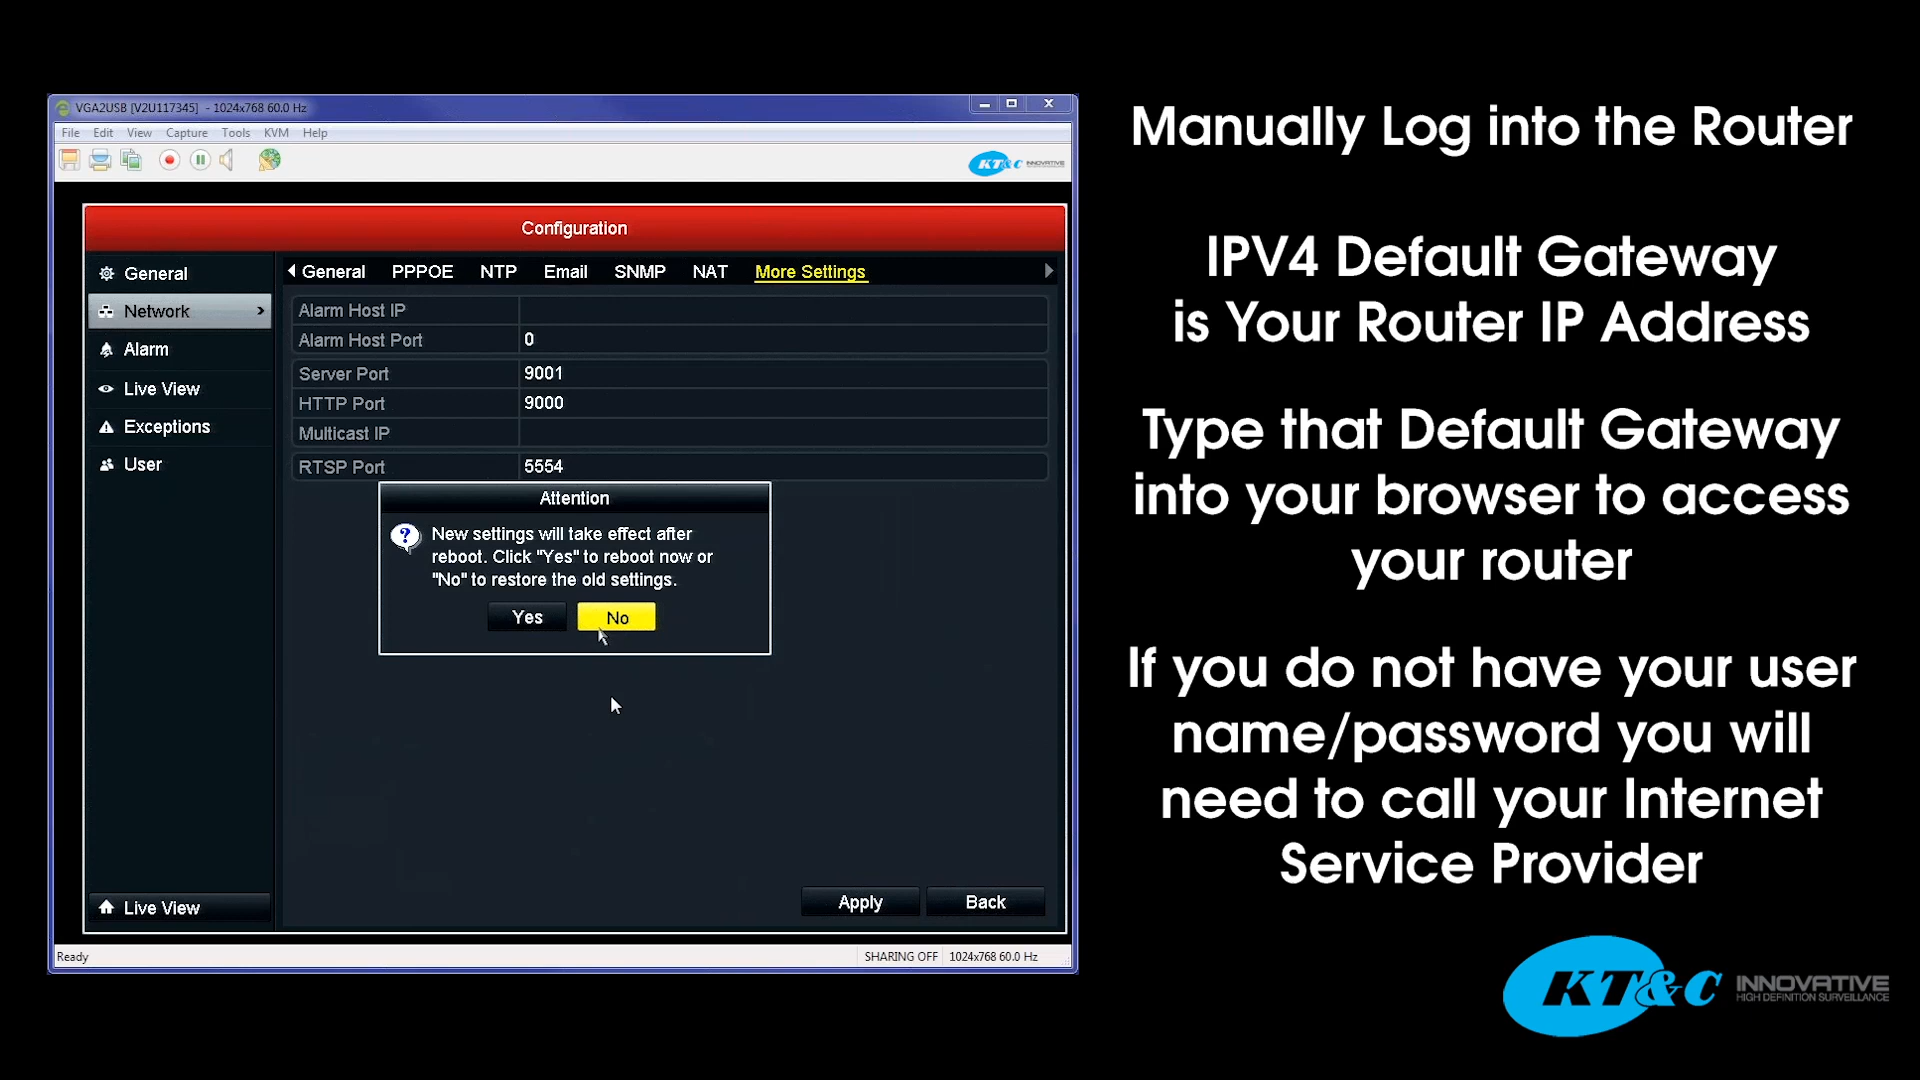 VGA2USB [V2U117345] - 1024x768 60.0 Hz
File Edit View Capture Tools KVM Help
KT&C INNOVATIVE
Configuration
General
Network
Alarm
Live View
Exceptions
User
Live View
General PPPOE NTP Email SNMP NAT More Settings
Alarm Host IP
Alarm Host Port 0
Server Port 9001
HTTP Port 9000
Multicast IP
RTSP Port 5554
Attention
New settings will take effect after
reboot. Click "Yes" to reboot now or
"No" to restore the old settings.
Yes No
Apply Back
Ready SHARING OFF 1024x768 60.0 Hz
Manually Log into the Router
IPV4 Default Gateway
is Your Router IP Address
Type that Default Gateway
into your browser to access
your router
If you do not have your user
name/password you will
need to call your Internet
Service Provider
KT&C INNOVATIVE
HIGH DEFINITION SURVEILLANCE